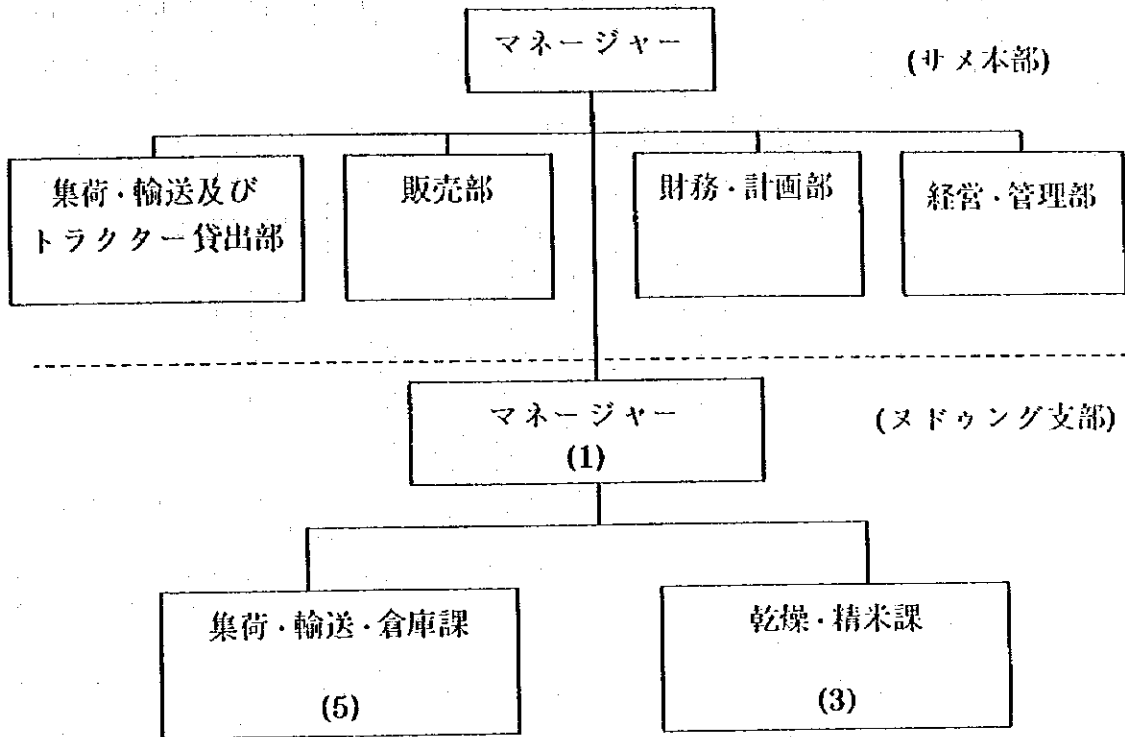 マネージャー
(サメ本部)
集荷・輸送及び
トラクター貸出部
販売部
財務・計画部
経営・管理部
マネージャー
(1)
(ヌドゥング支部)
集荷・輸送・倉庫課
(5)
乾燥・精米課
(3)